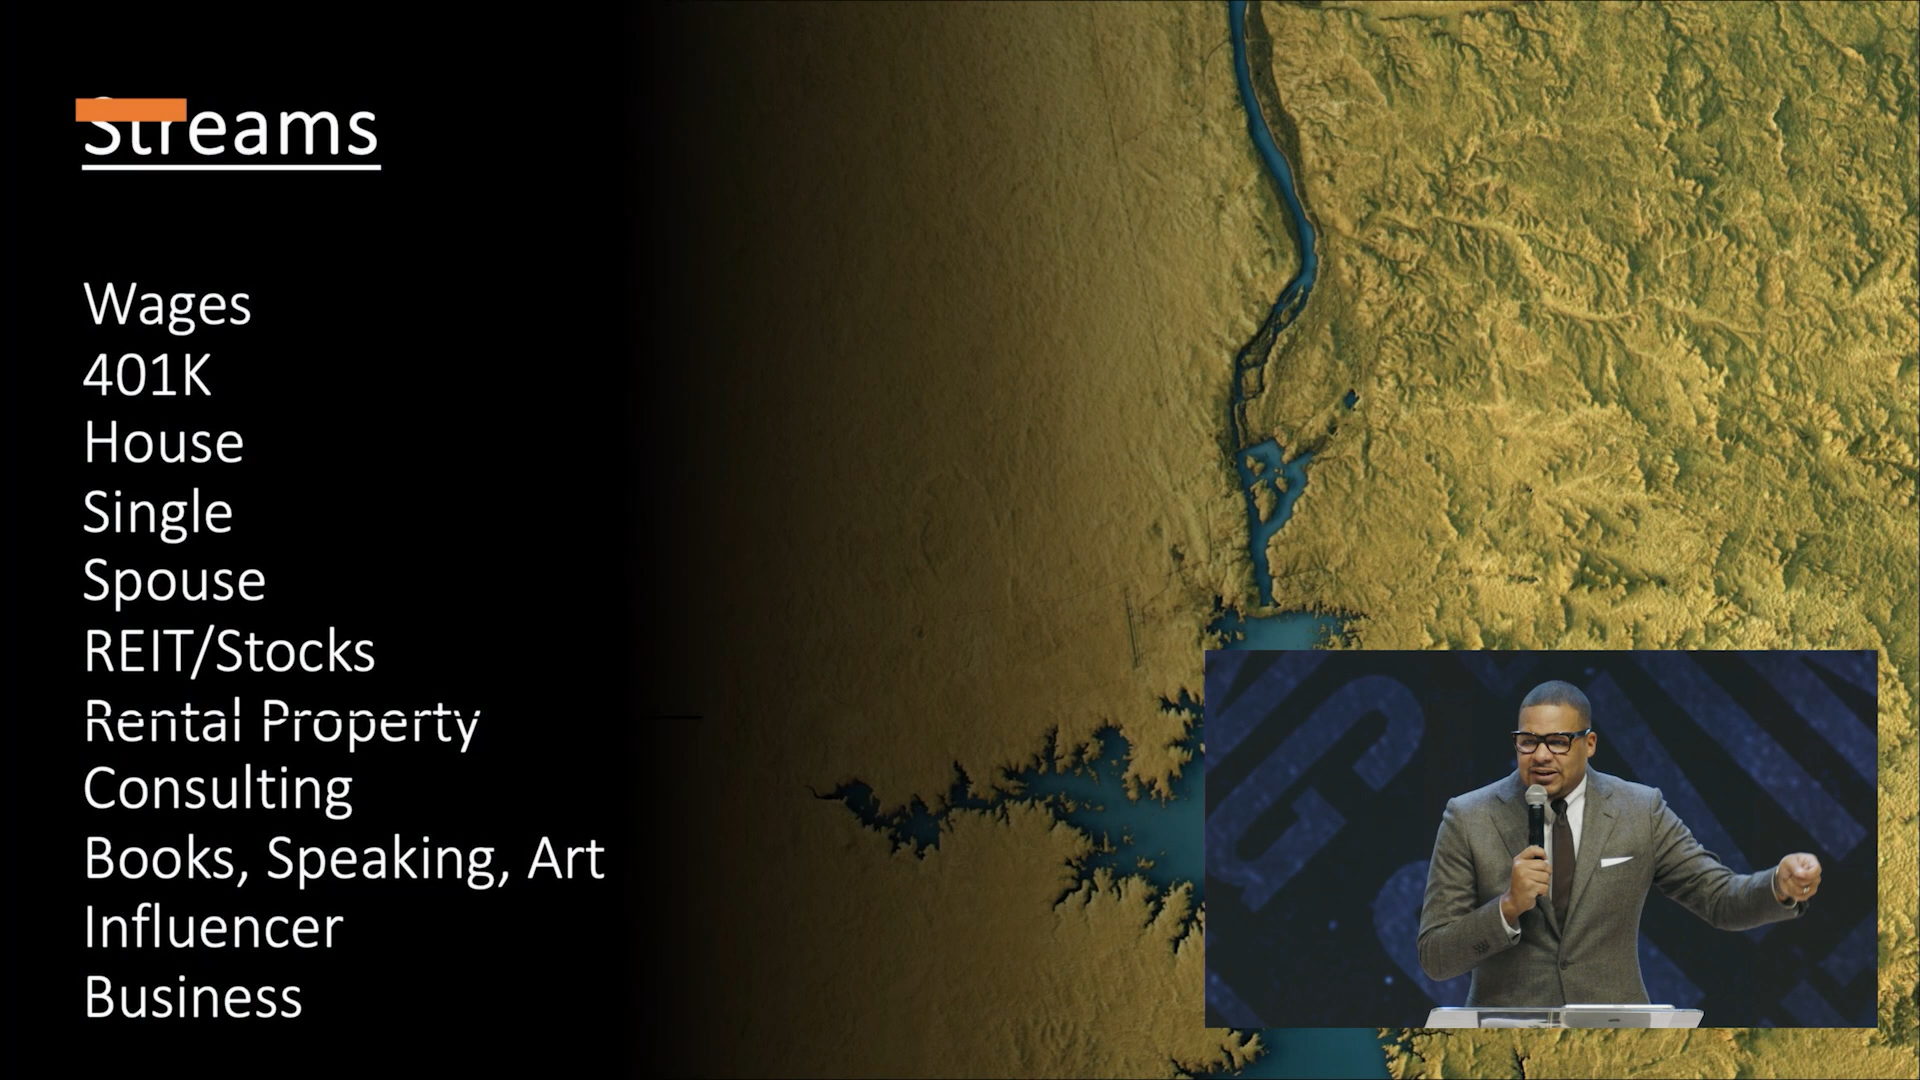 Streams
Wages
401K
House
Single
Spouse
REIT/Stocks
Rental Property
Consulting
Books, Speaking, Art
Influencer
Business